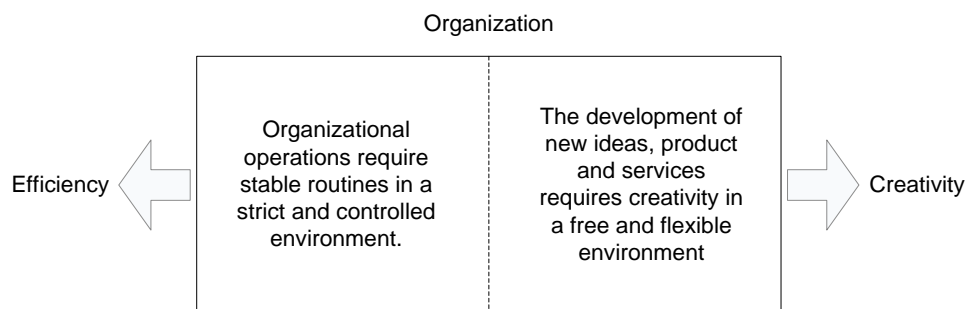 Organization
Efficiency
Organizational
operations require
stable routines in a
strict and controlled
environment.
The development of
new ideas, product
and services
requires creativity in
a free and flexible
environment
Creativity